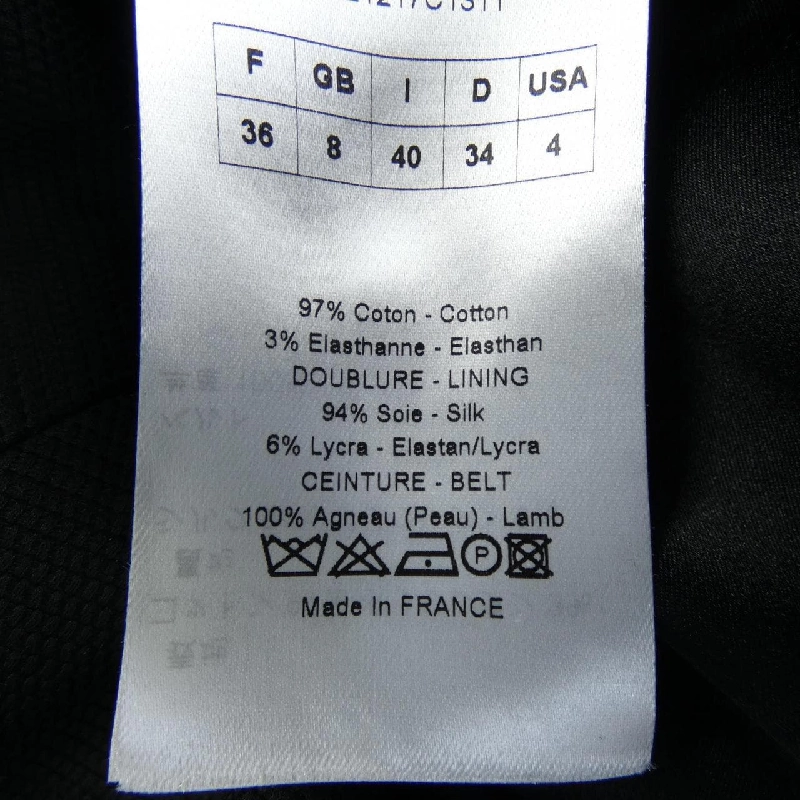 F GB I D USA
36 8 40 34 4
97% Coton - Cotton
3% Elasthanne - Elasthan
DOUBLURE - LINING
94% Soie - Silk
6% Lycra - Elastan/Lycra
CEINTURE - BELT
100% Agneau (Peau) - Lamb
P
Made In FRANCE